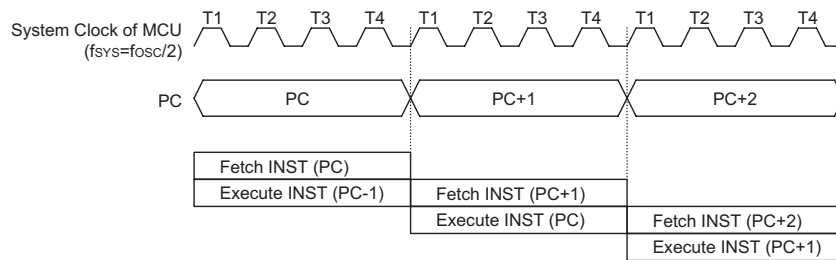 T1 T2 T3 T4 T1 T2 T3 T4 T1 T2 T3 T4
System Clock of MCU
(fSYS=fOSC/2)
PC PC PC+1 PC+2
Fetch INST (PC)
Execute INST (PC-1) Fetch INST (PC+1)
Execute INST (PC) Fetch INST (PC+2)
Execute INST (PC+1)